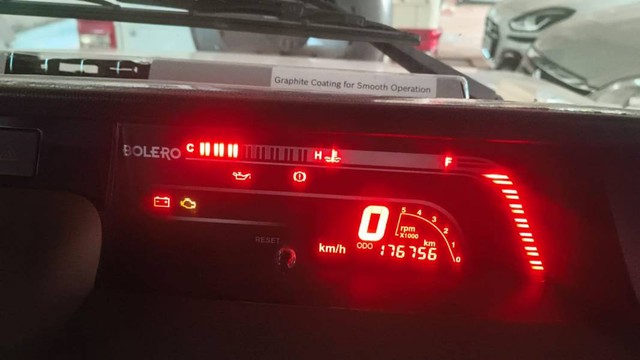 Graphite Coating for Smooth Operation
BOLERO
C
H
F
RESET
km/h
0
ODO
5 4 3 2 1 0
rpm
X1000
km
176756